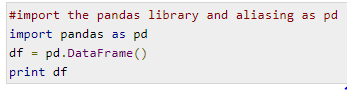 #import the pandas library and aliasing as pd
import pandas as pd
df = pd.DataFrame()
print df